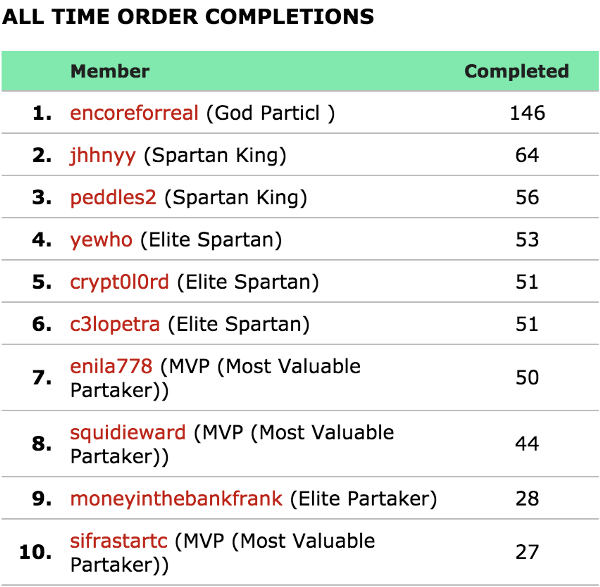 ALL TIME ORDER COMPLETIONS
Member Completed
1. encoreforreal (God Particl ) 146
2. jhhnyy (Spartan King) 64
3. peddles2 (Spartan King) 56
4. yewho (Elite Spartan) 53
5. crypt0l0rd (Elite Spartan) 51
6. c3lopetra (Elite Spartan) 51
7. enila778 (MVP (Most Valuable
Partaker)) 50
8. squidieward (MVP (Most Valuable
Partaker)) 44
9. moneyinthebankfrank (Elite Partaker) 28
10. sifrastartc (MVP (Most Valuable
Partaker)) 27